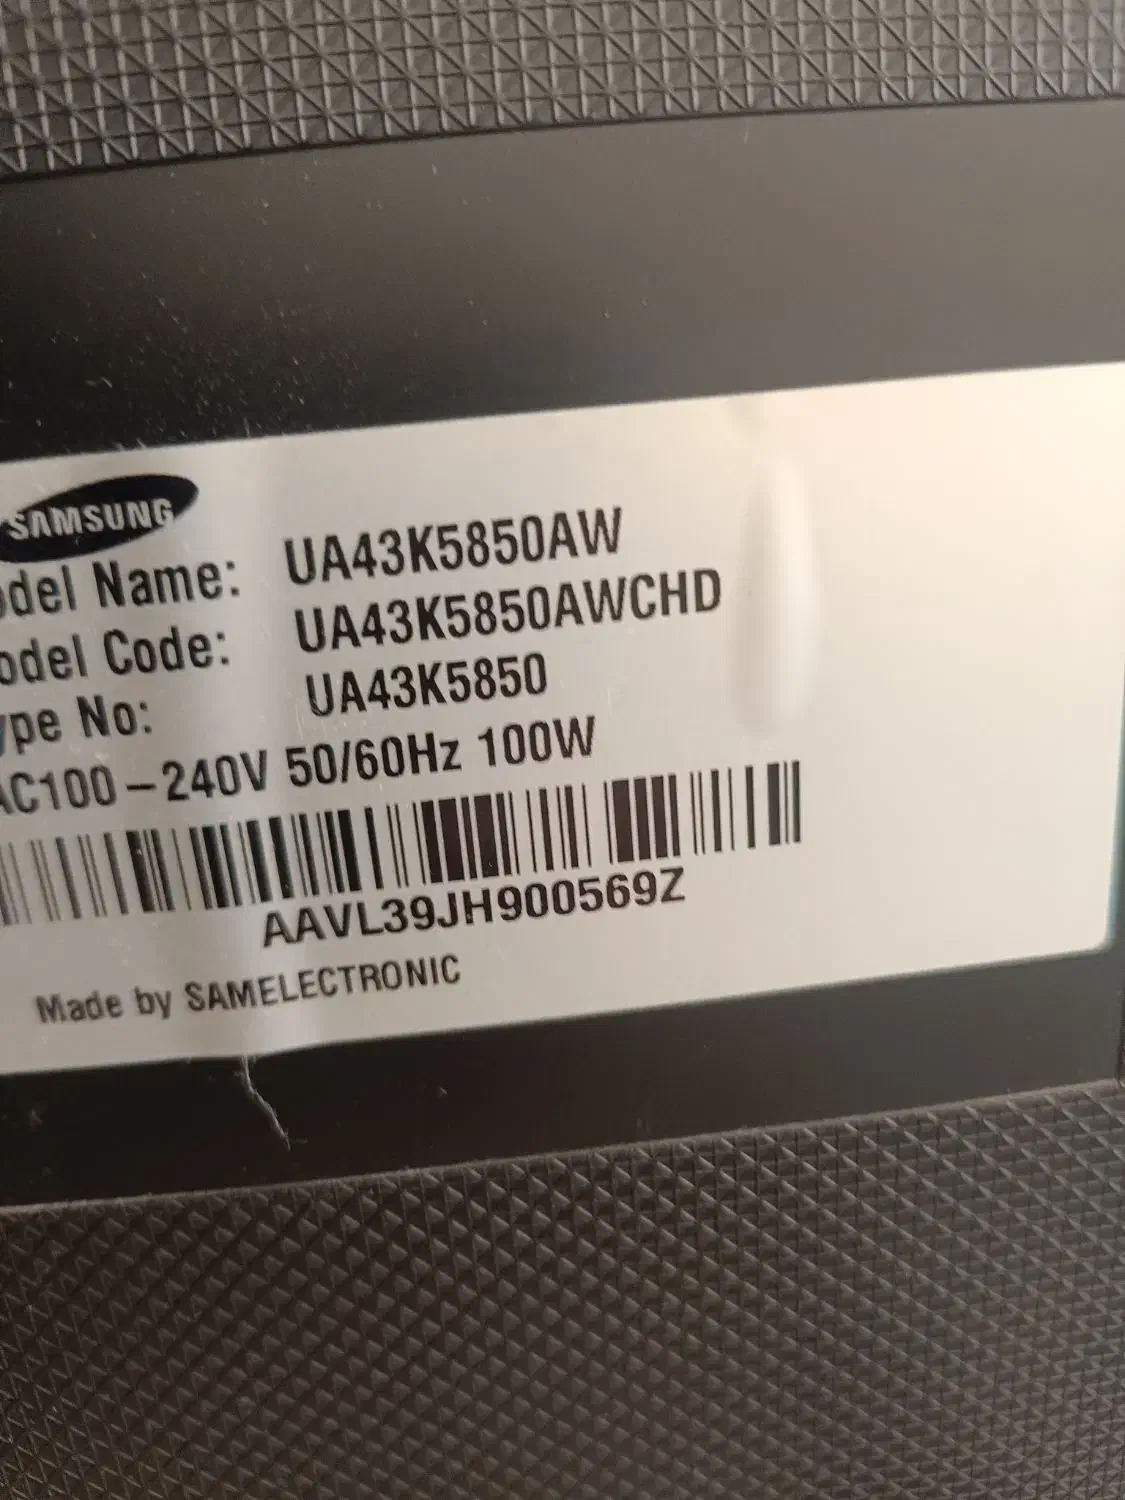 SAMSUNG
odel Name: UA43K5850AW
odel Code: UA43K5850AWCHD
ype No: UA43K5850
AC100-240V 50/60Hz 100W
AAVL39JH900569Z
Made by SAMELECTRONIC